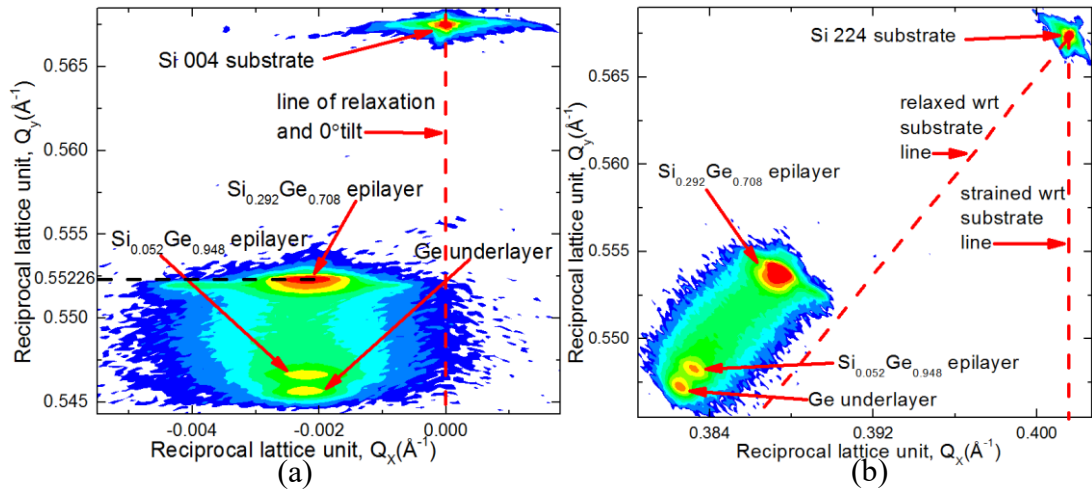 Reciprocal lattice unit, Q_y(Å⁻¹)
0.565
0.560
0.555
0.55226
0.550
0.545
Si 004 substrate
line of relaxation
and 0°tilt
Si₀.₂₉₂Ge₀.₇₀₈ epilayer
Si₀.₀₅₂Ge₀.₉₄₈ epilayer
Ge underlayer
-0.004
-0.002
0.000
Reciprocal lattice unit, Q_X(Å⁻¹)
(a)
Reciprocal lattice unit, Q_y(Å⁻¹)
0.565
0.560
0.555
0.550
Si 224 substrate
relaxed wrt
substrate
line
Si₀.₂₉₂Ge₀.₇₀₈ epilayer
strained wrt
substrate
line
Si₀.₀₅₂Ge₀.₉₄₈ epilayer
Ge underlayer
0.384
0.392
0.400
Reciprocal lattice unit, Q_X(Å⁻¹)
(b)